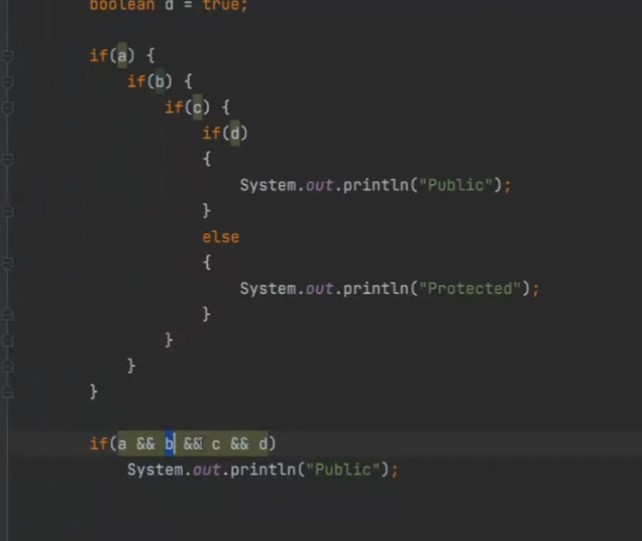 boolean d = true;
if(a) {
if(b) {
if(c) {
if(d)
{
System.out.println("Public");
}
else
{
System.out.println("Protected");
}
}
}
}
if(a && b && c && d)
System.out.println("Public");